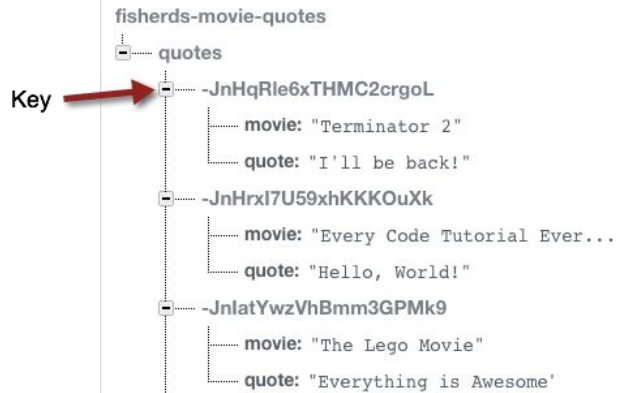 fisherds-movie-quotes
quotes
Key
-JnHqRle6xTHMC2crgoL
movie: "Terminator 2"
quote: "I'll be back!"
-JnHrxI7U59xhKKKOuXk
movie: "Every Code Tutorial Ever...
quote: "Hello, World!"
-JnIatYwzVhBmm3GPMk9
movie: "The Lego Movie"
quote: "Everything is Awesome'